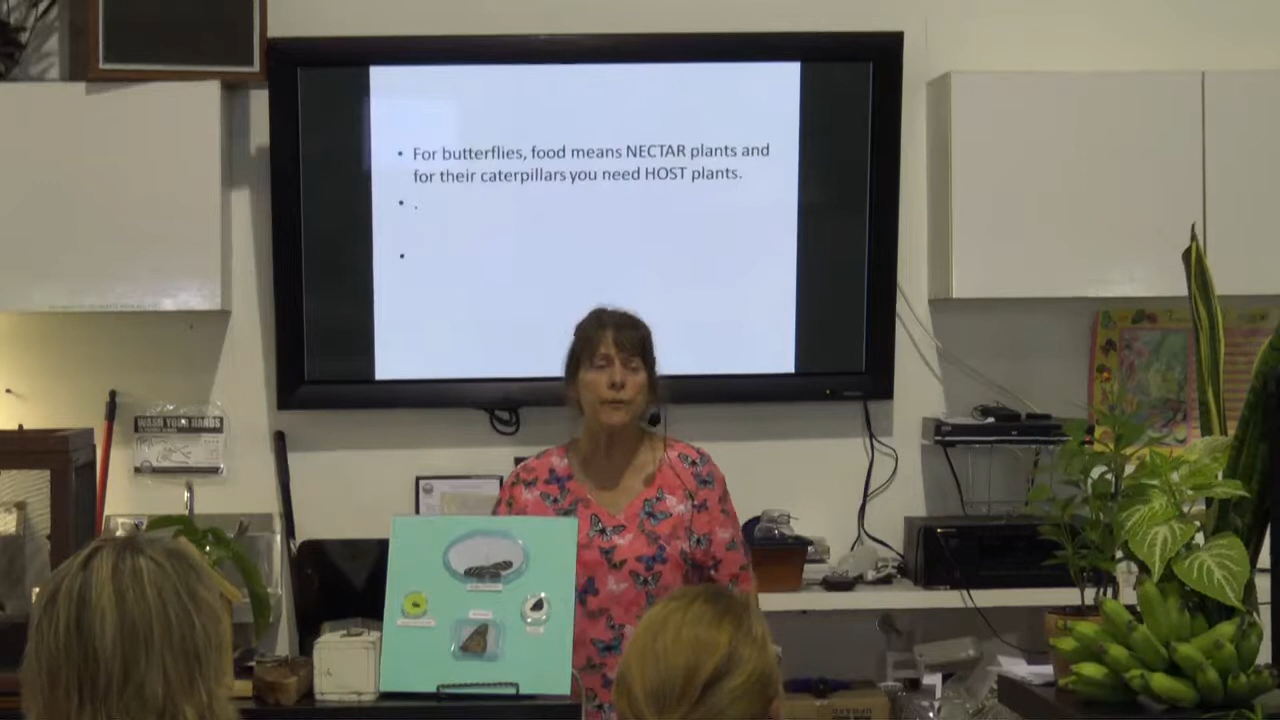 • For butterflies, food means NECTAR plants and
for their caterpillars you need HOST plants.
• .
•
WASH YOUR HANDS